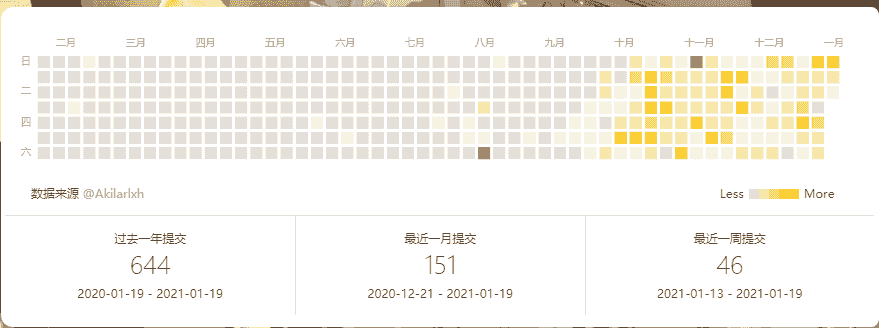 二月 三月 四月 五月 六月 七月 八月 九月 十月 十一月 十二月 一月
日
二
四
六
数据来源 @Akilarlxh Less More
过去一年提交 最近一月提交 最近一周提交
644 151 46
2020-01-19 - 2021-01-19 2020-12-21 - 2021-01-19 2021-01-13 - 2021-01-19